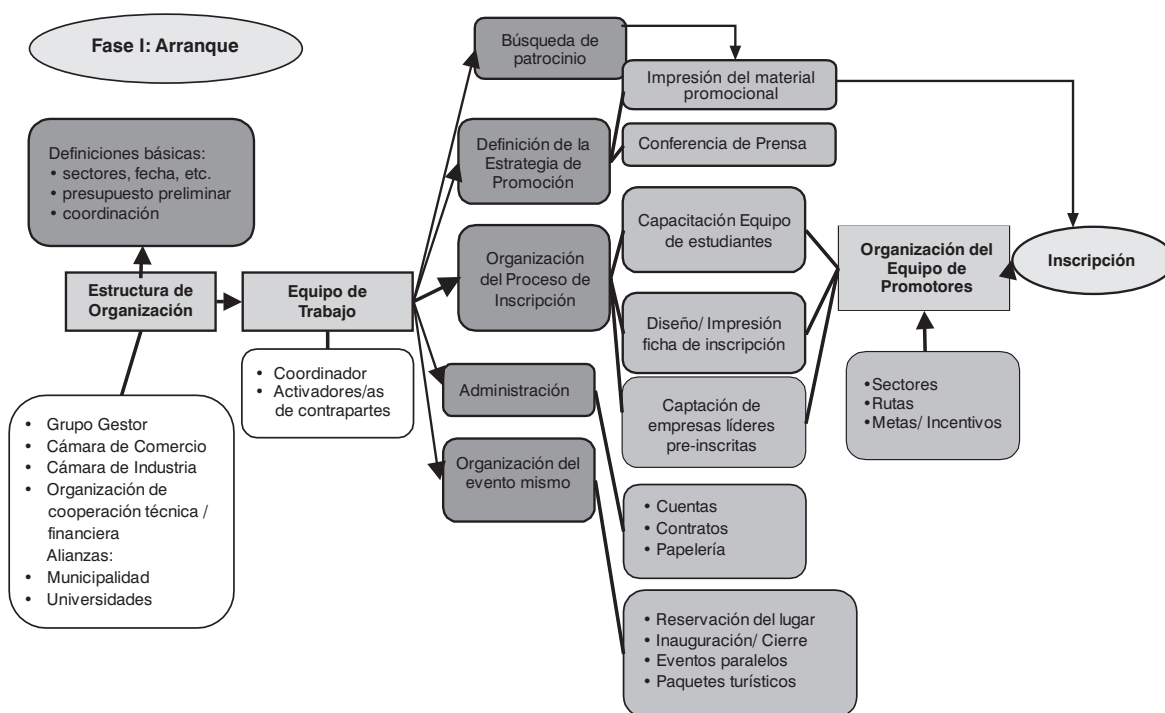 Fase I: Arranque
Definiciones básicas:
• sectores, fecha, etc.
• presupuesto preliminar
• coordinación
Estructura de
Organización
• Grupo Gestor
• Cámara de Comercio
• Cámara de Industria
• Organización de
cooperación técnica /
financiera
Alianzas:
• Municipalidad
• Universidades
Equipo de
Trabajo
• Coordinador
• Activadores/as
de contrapartes
Búsqueda de
patrocinio
Definición de la
Estrategia de
Promoción
Organización
del Proceso de
Inscripción
Administración
Organización del
evento mismo
Impresión del material
promocional
Conferencia de Prensa
Capacitación Equipo
de estudiantes
Diseño/ Impresión
ficha de inscripción
Captación de
empresas líderes
pre-inscritas
• Cuentas
• Contratos
• Papelería
• Reservación del lugar
• Inauguración/ Cierre
• Eventos paralelos
• Paquetes turísticos
Organización del
Equipo de
Promotores
•Sectores
•Rutas
•Metas/ Incentivos
Inscripción